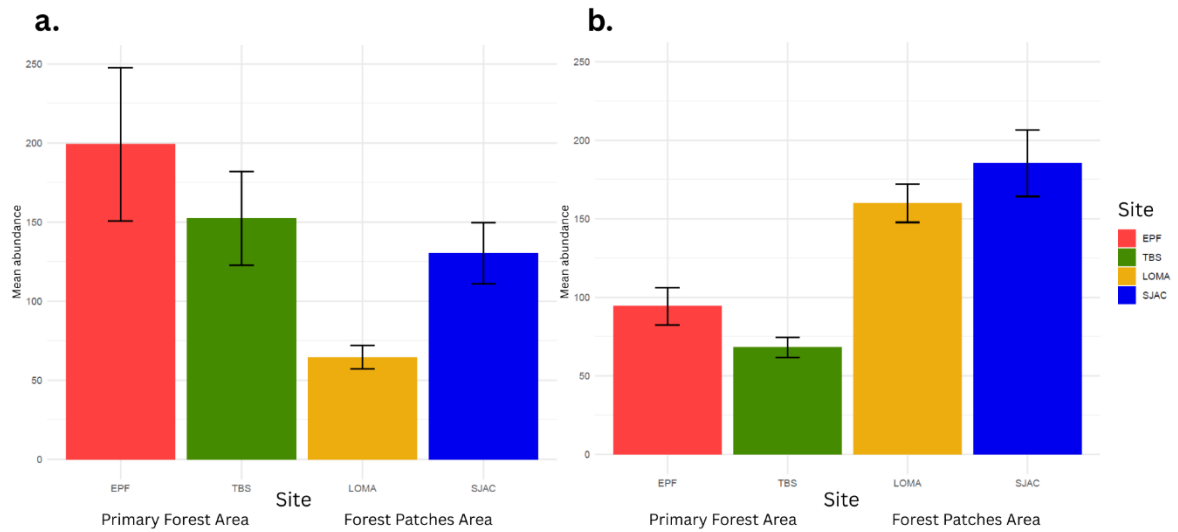 a.
250
200
150
100
50
0
Mean abundance
EPF TBS LOMA SJAC
Site
Primary Forest Area Forest Patches Area
b.
250
200
150
100
50
0
Mean abundance
EPF TBS LOMA SJAC
Site
Primary Forest Area Forest Patches Area
Site
EPF
TBS
LOMA
SJAC